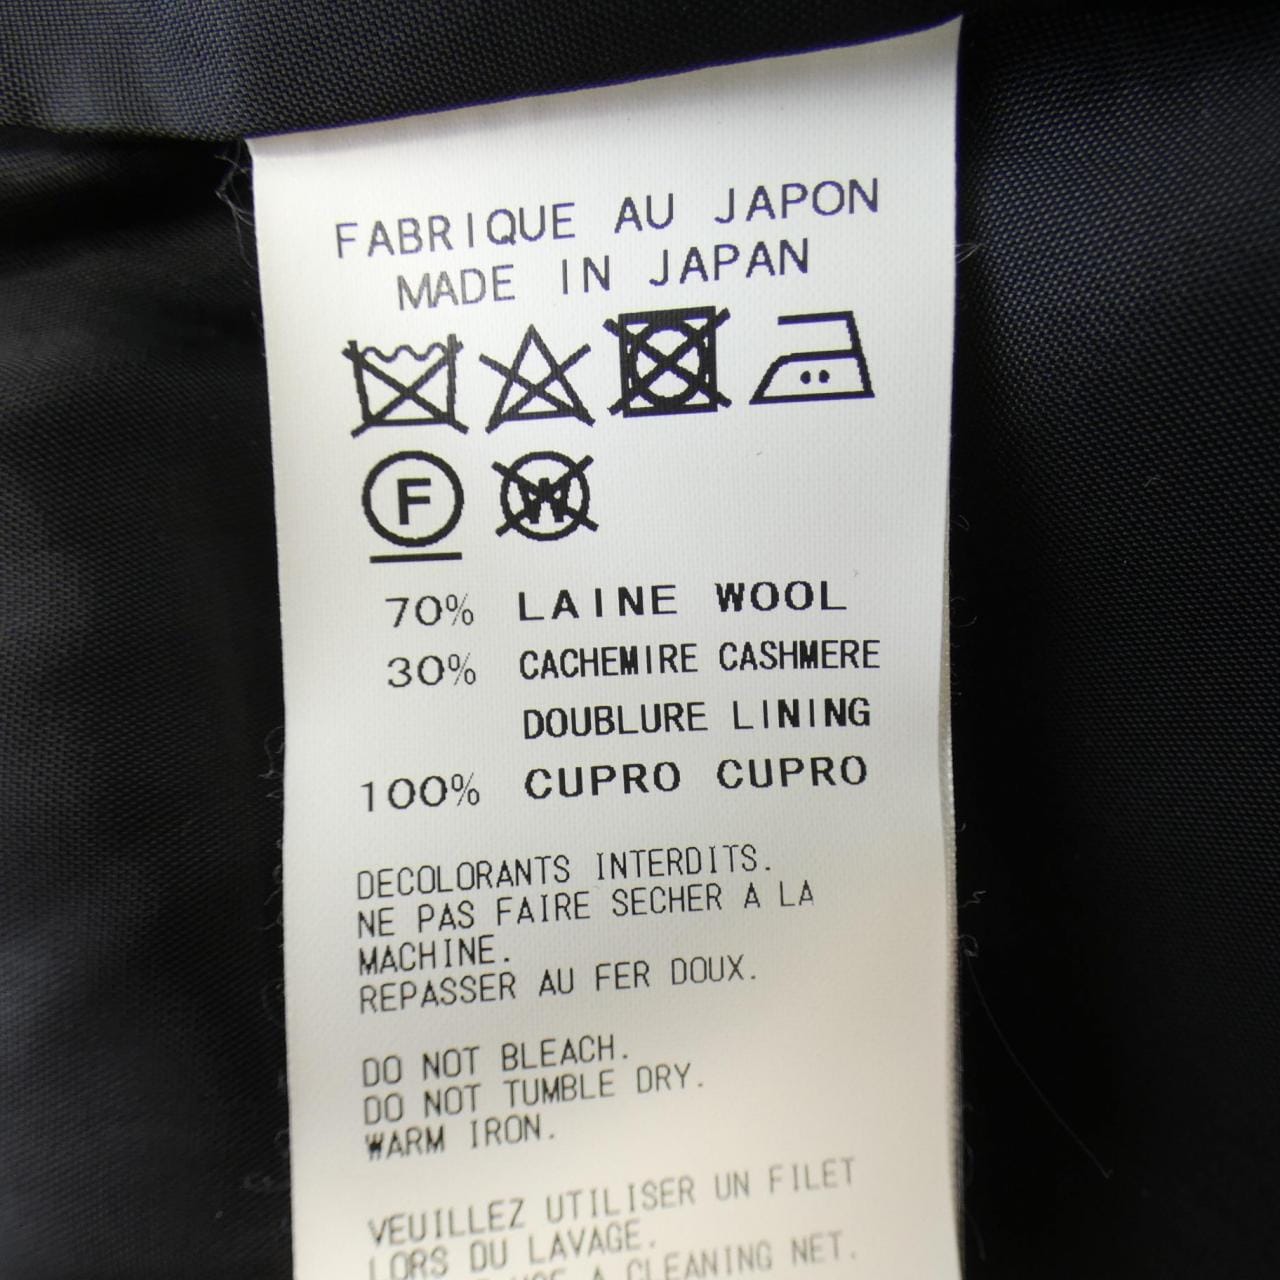 FABRIQUE AU JAPON
MADE IN JAPAN
F W
70% LAINE WOOL
30% CACHEMIRE CASHMERE
DOUBLURE LINING
100% CUPRO CUPRO
DECOLORANTS INTERDITS.
NE PAS FAIRE SECHER A LA
MACHINE.
REPASSER AU FER DOUX.
DO NOT BLEACH.
DO NOT TUMBLE DRY.
WARM IRON.
VEUILLEZ UTILISER UN FILET
LORS DU LAVAGE.
USE A CLEANING NET.